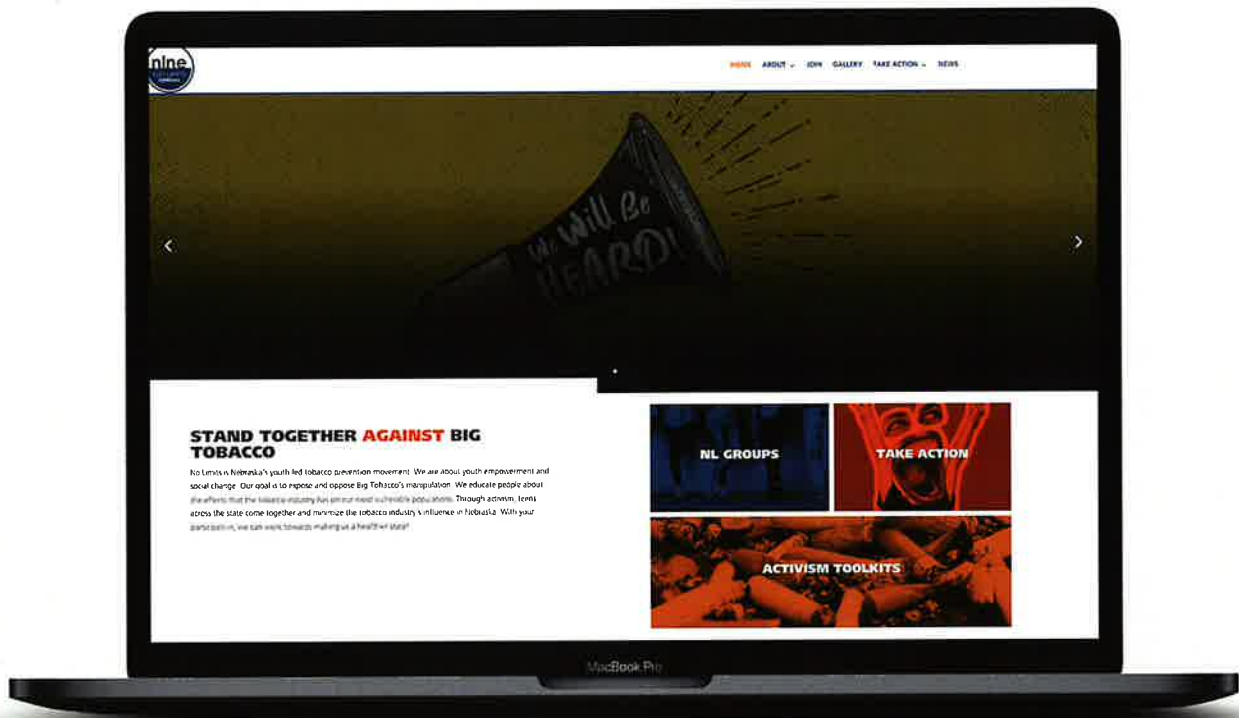 nine
HOME ABOUT JOIN GALLERY TAKE ACTION NEWS
We Will Be
HEARD!
STAND TOGETHER AGAINST BIG
TOBACCO
No Limits is Nebraska's youth led tobacco prevention movement. We are about youth empowerment and
social change. Our goal is to expose and oppose Big Tobacco's manipulation. We educate people about
the effects that the tobacco industry has on our most vulnerable populations. Through activism, teens
across the state come together and minimize the tobacco industry's influence in Nebraska. With your
participation, we can work towards making us a healthier state!
NL GROUPS
TAKE ACTION
ACTIVISM TOOLKITS
MacBook Pro